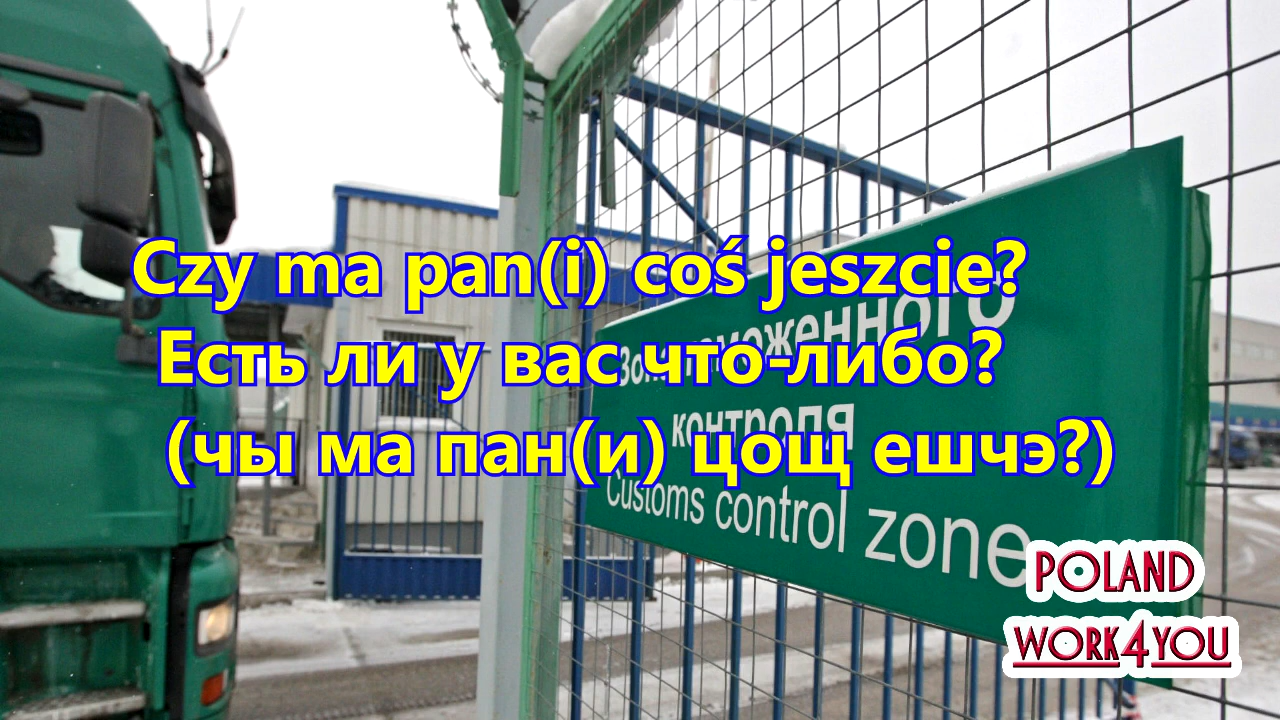 Czy ma pan(i) coś jeszcie?
Есть ли у вас что-либо?
(чы ма пан(и) цощ ешчэ?)
таможенного
контроля
Customs control zone
POLAND
WORK4YOU